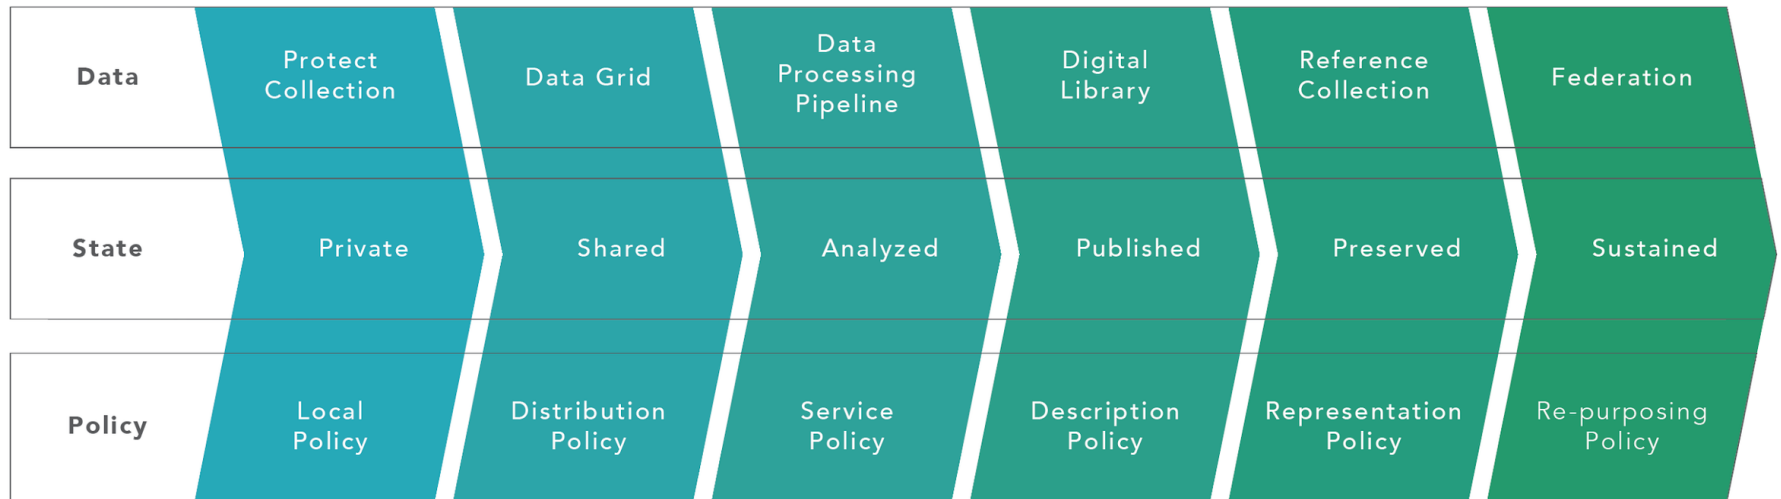 Data
Protect
Collection
Data Grid
Data
Processing
Pipeline
Digital
Library
Reference
Collection
Federation
State
Private
Shared
Analyzed
Published
Preserved
Sustained
Policy
Local
Policy
Distribution
Policy
Service
Policy
Description
Policy
Representation
Policy
Re-purposing
Policy